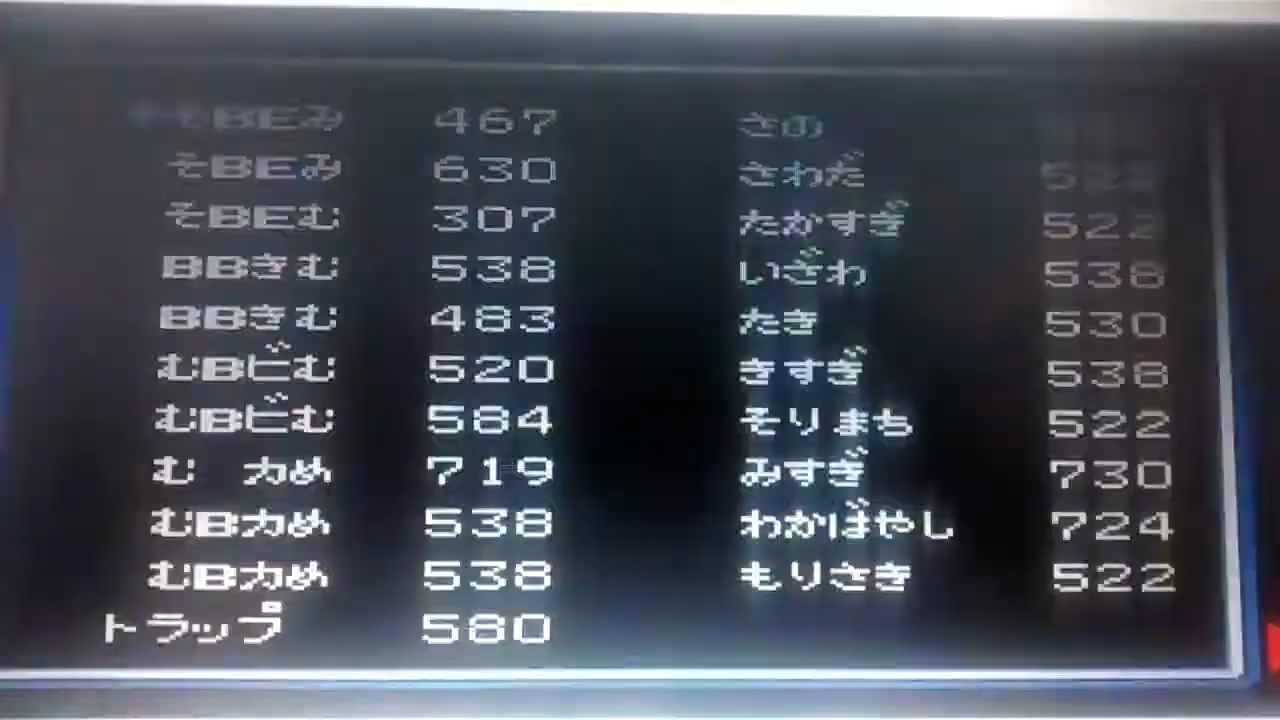 そBEみ 467 さの
そBEみ 630 さわだ 522
そBEむ 307 たかすぎ 522
BBきむ 538 いざわ 538
BBきむ 483 たき 530
むBビむ 520 きすぎ 538
むBビむ 584 そりまち 522
む カめ 719 みすぎ 730
むBカめ 538 わかばやし 724
むBカめ 538 もりさき 522
トラップ 580